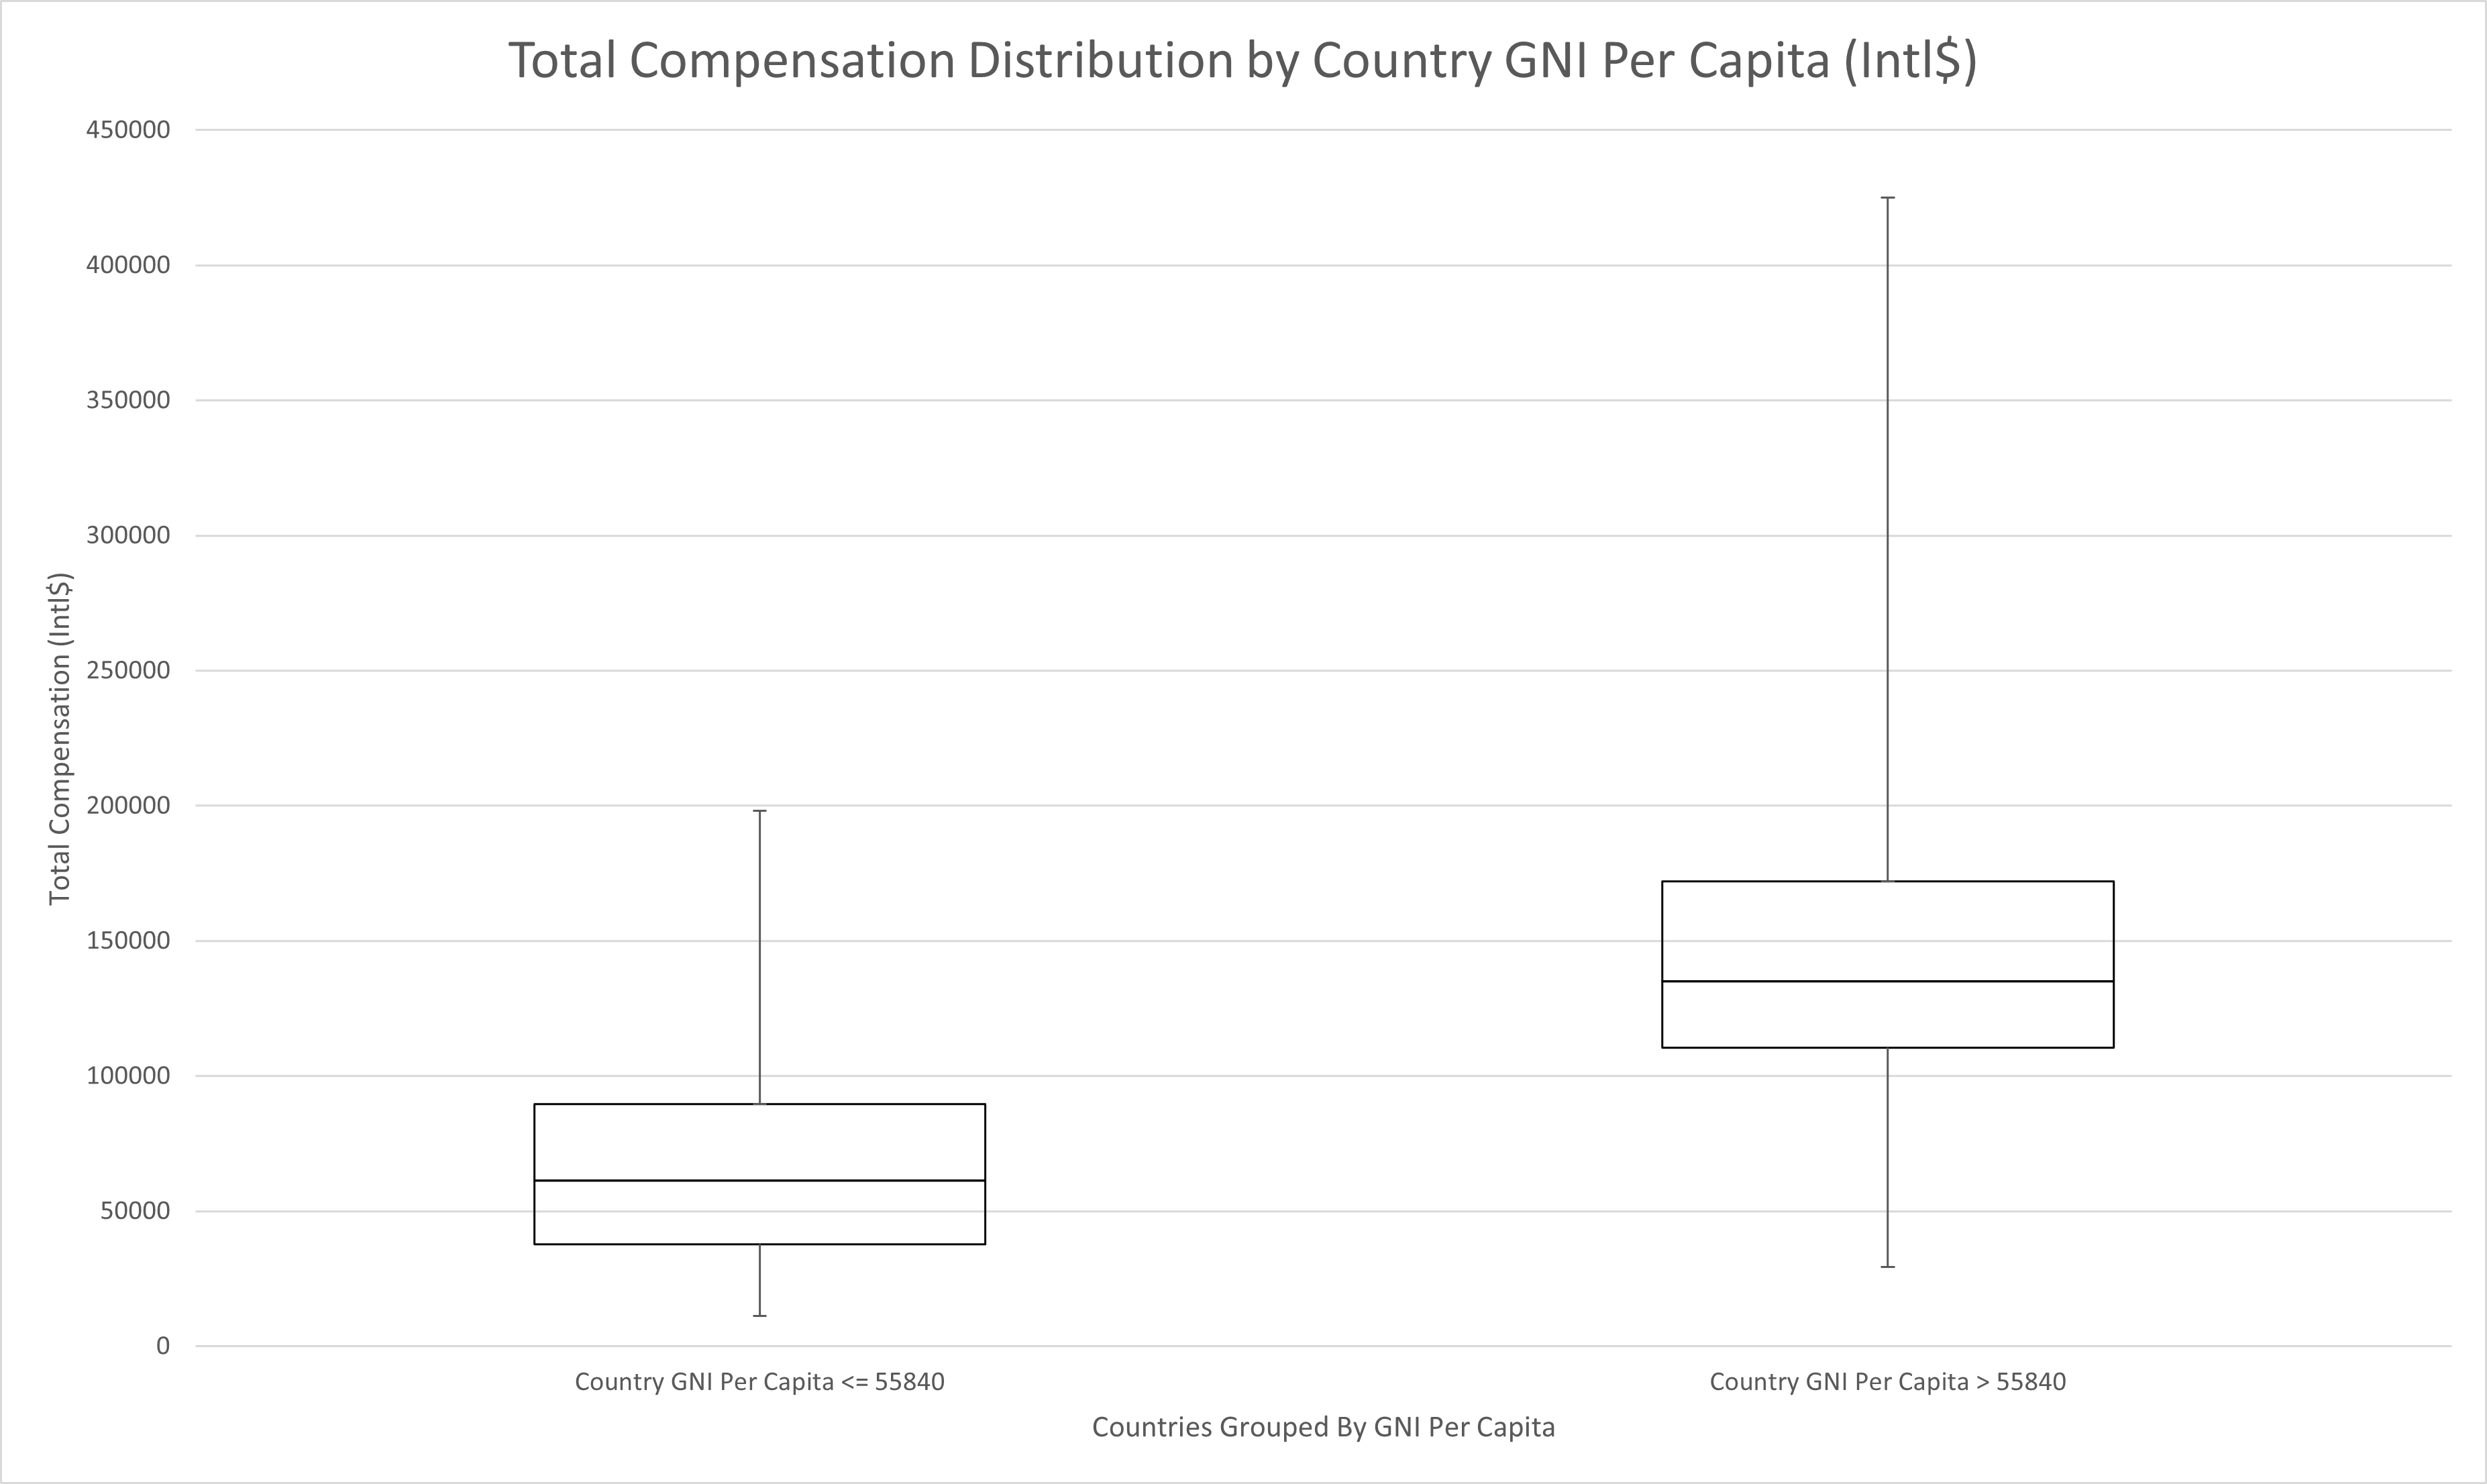 Total Compensation Distribution by Country GNI Per Capita (Intl$)
Total Compensation (Intl$)
450000
400000
350000
300000
250000
200000
150000
100000
50000
0
Country GNI Per Capita <= 55840
Country GNI Per Capita > 55840
Countries Grouped By GNI Per Capita